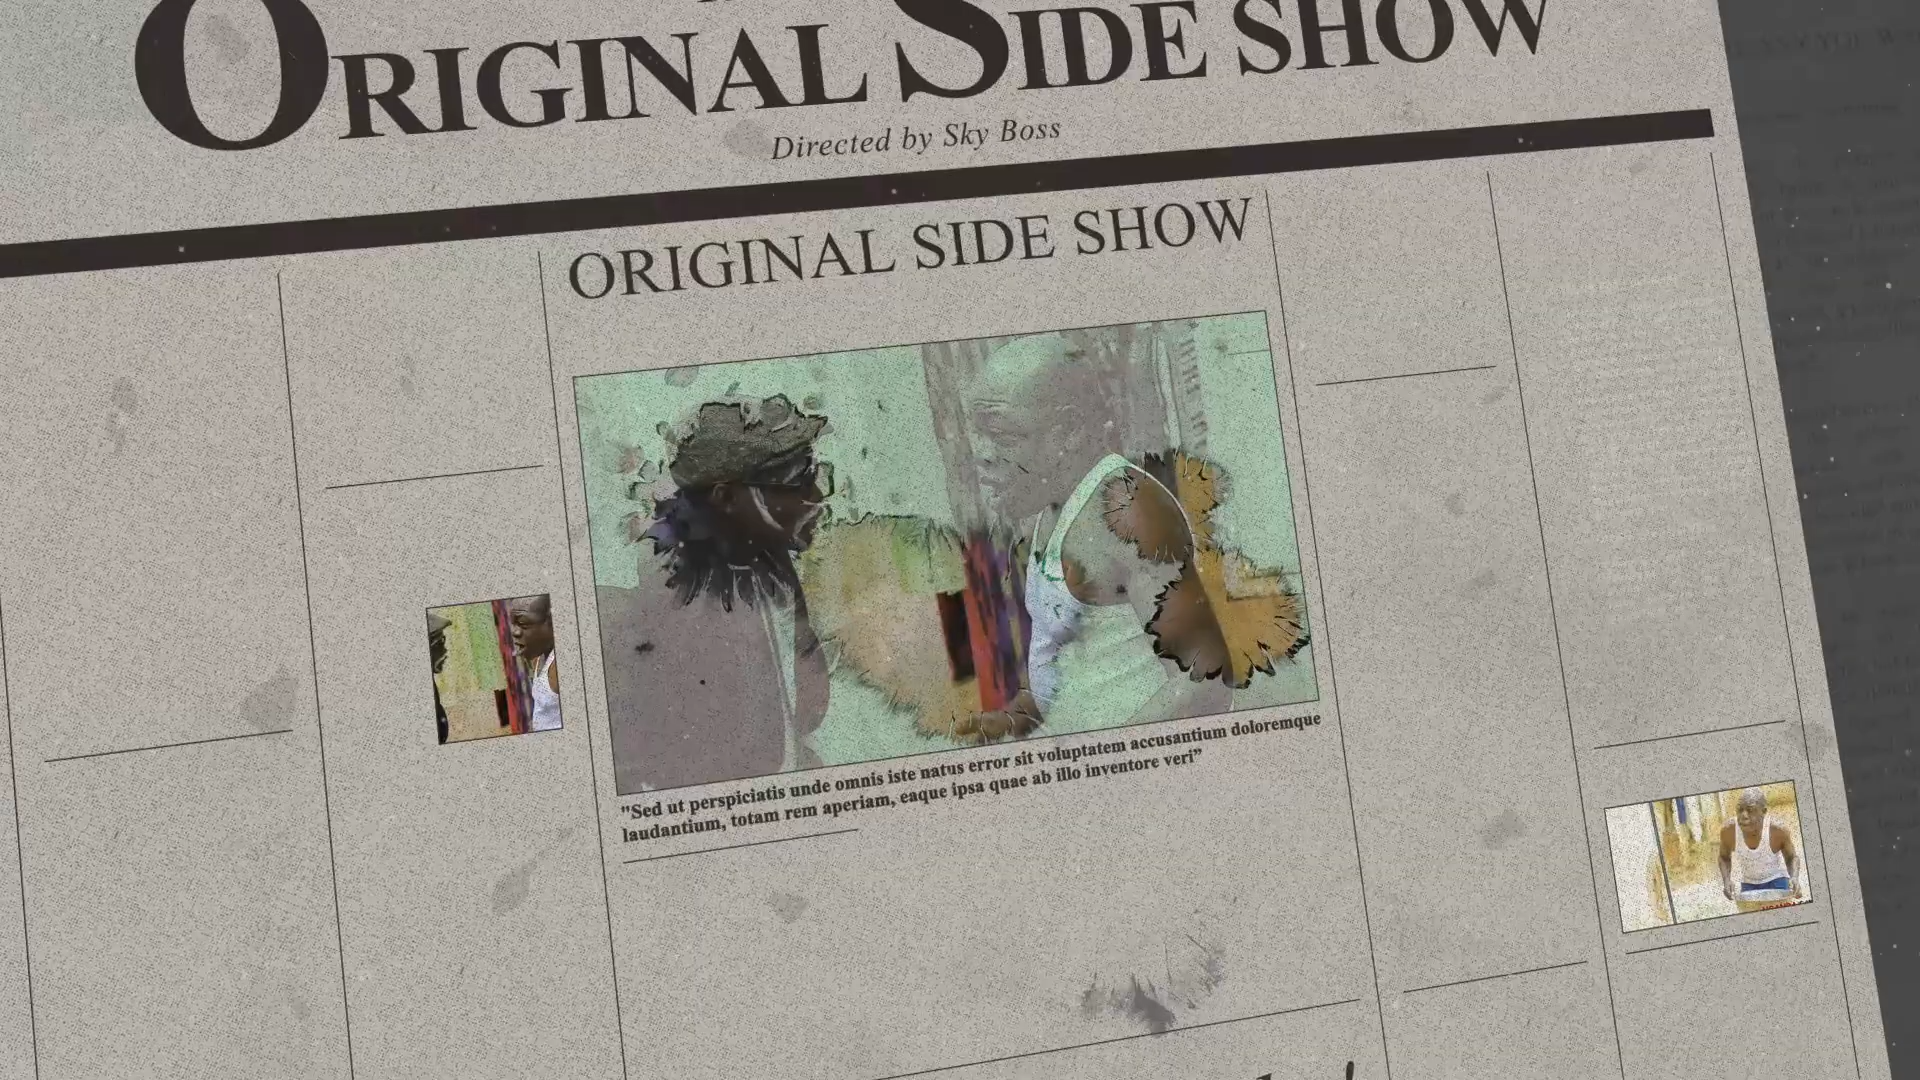 ORIGINAL SIDE SHOW
Directed by Sky Boss
ORIGINAL SIDE SHOW
"Sed ut perspiciatis unde omnis iste natus error sit voluptatem accusantium doloremque
laudantium, totam rem aperiam, eaque ipsa quae ab illo inventore veri”